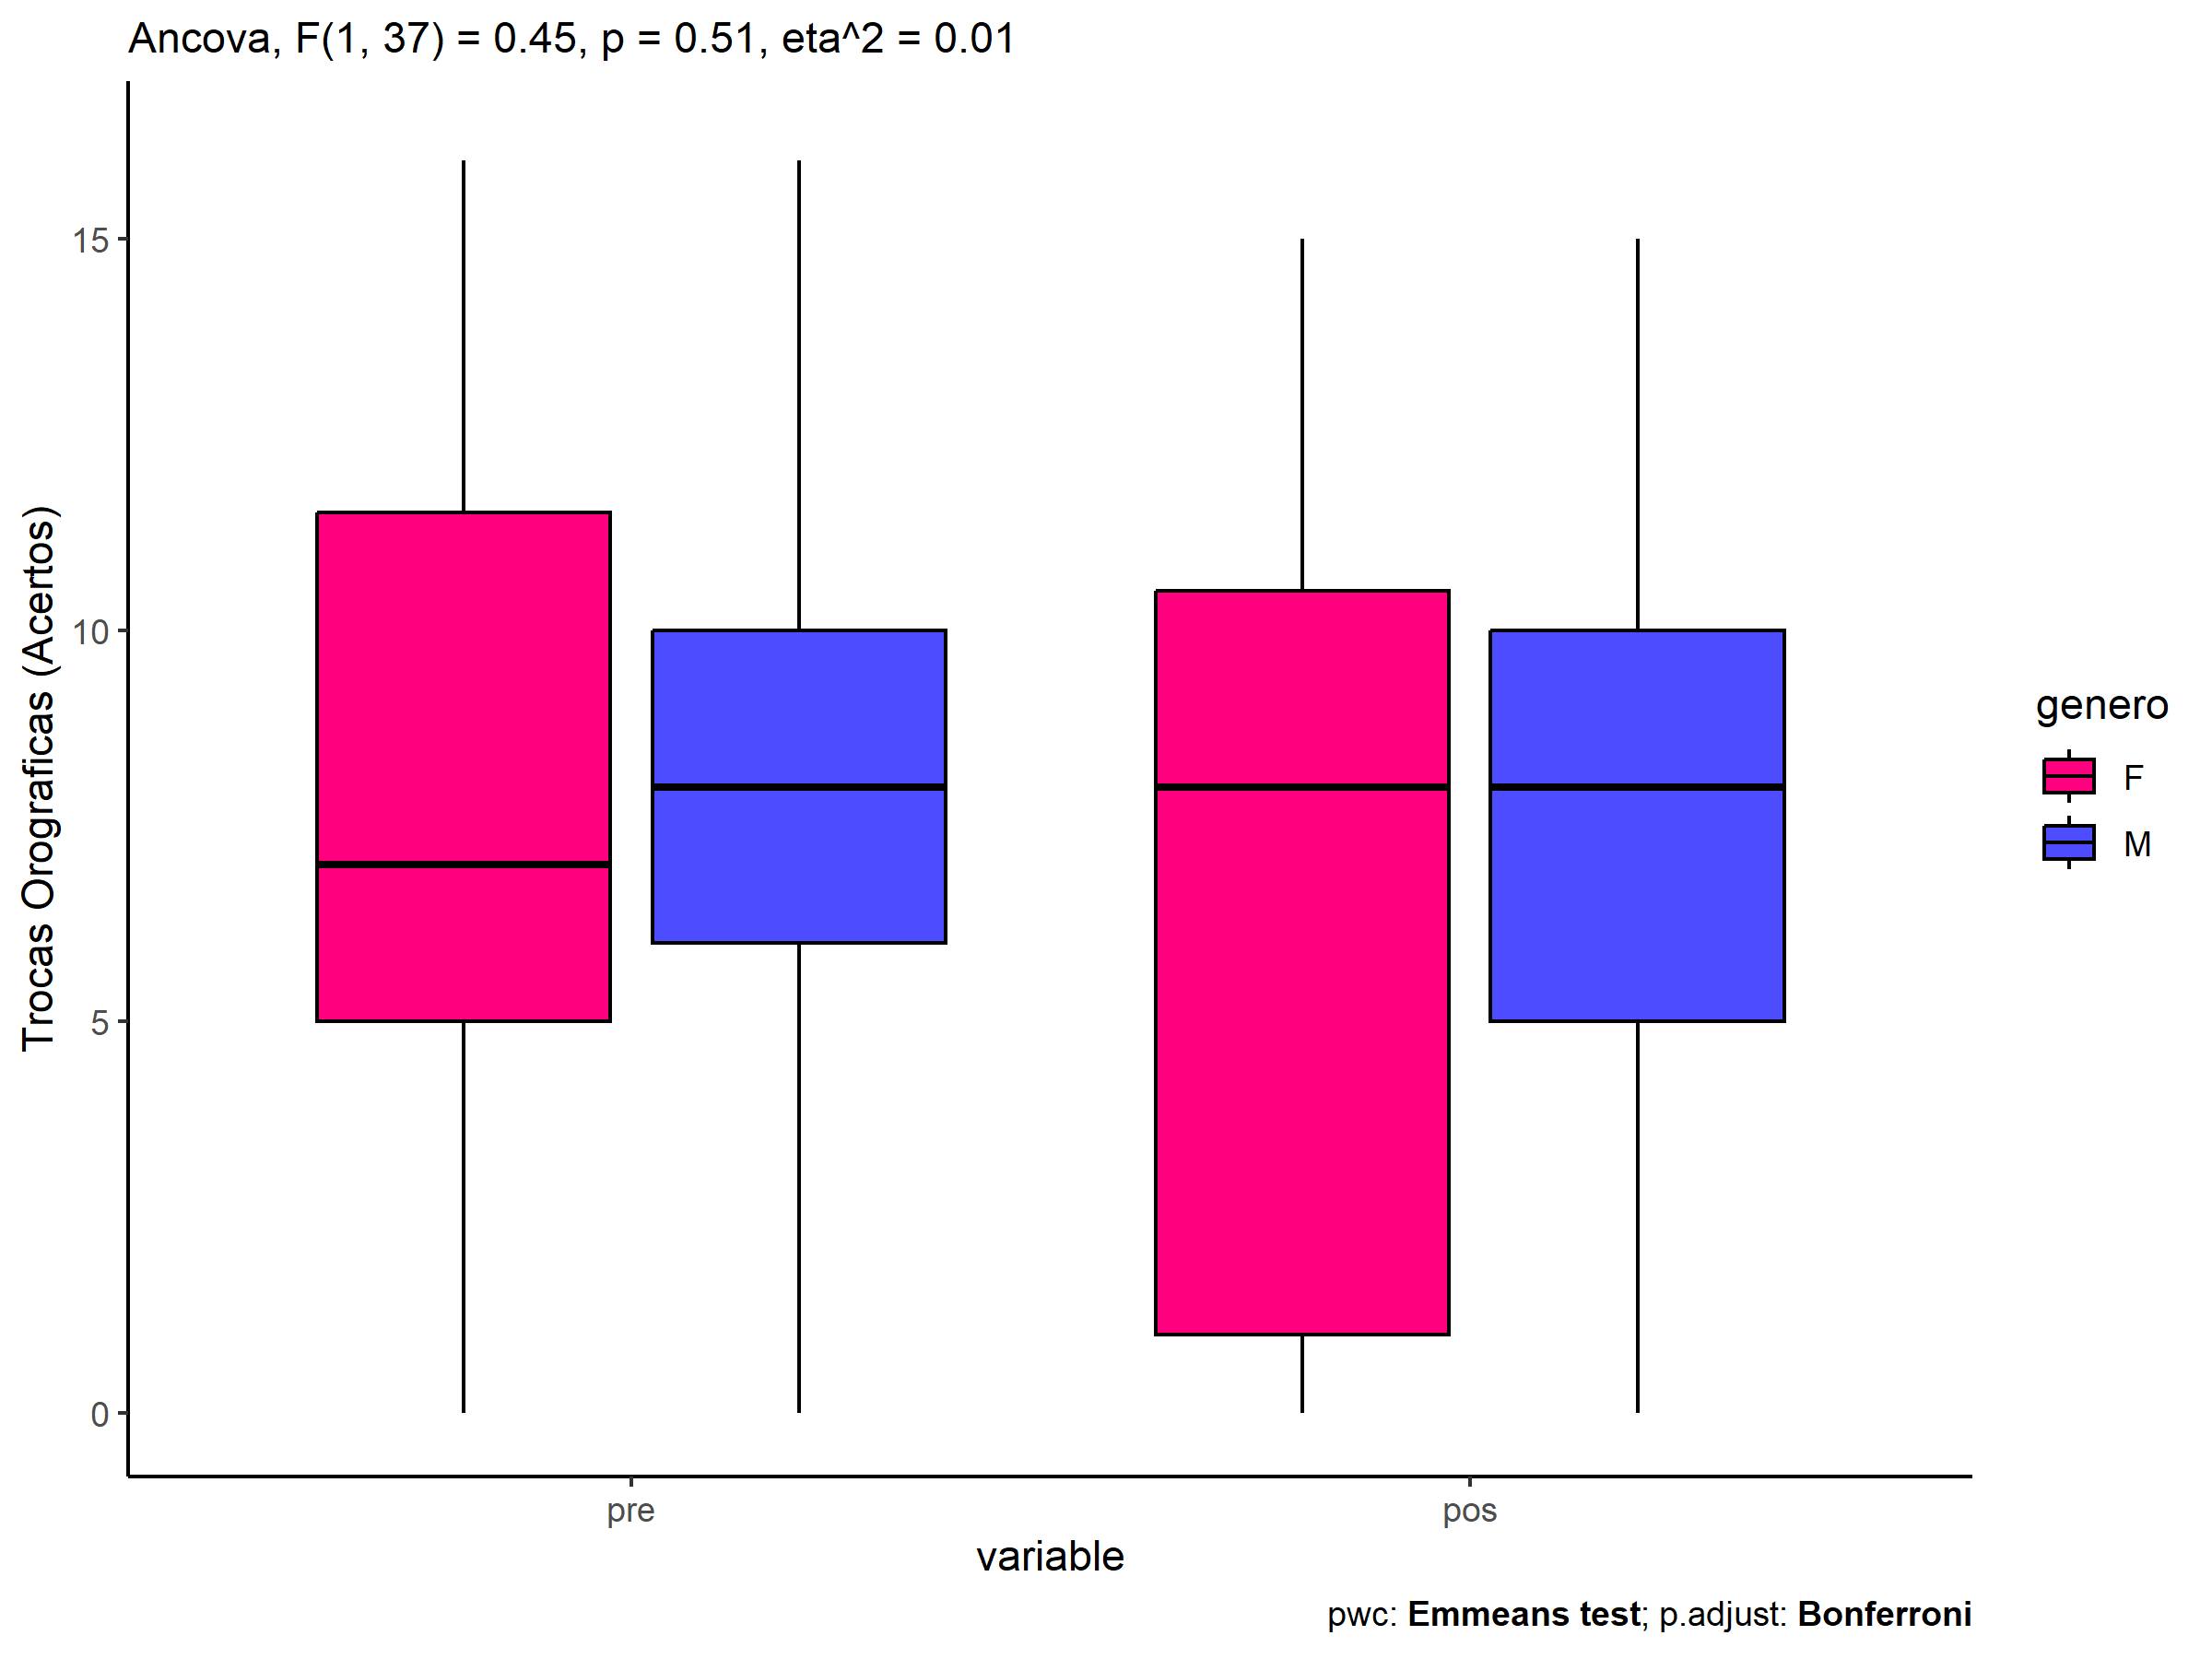 Ancova, F(1, 37) = 0.45, p = 0.51, eta^2 = 0.01
Trocas Orograficas (Acertos)
15
10
5
0
pre
pos
variable
genero
F
M
pwc: Emmeans test; p.adjust: Bonferroni